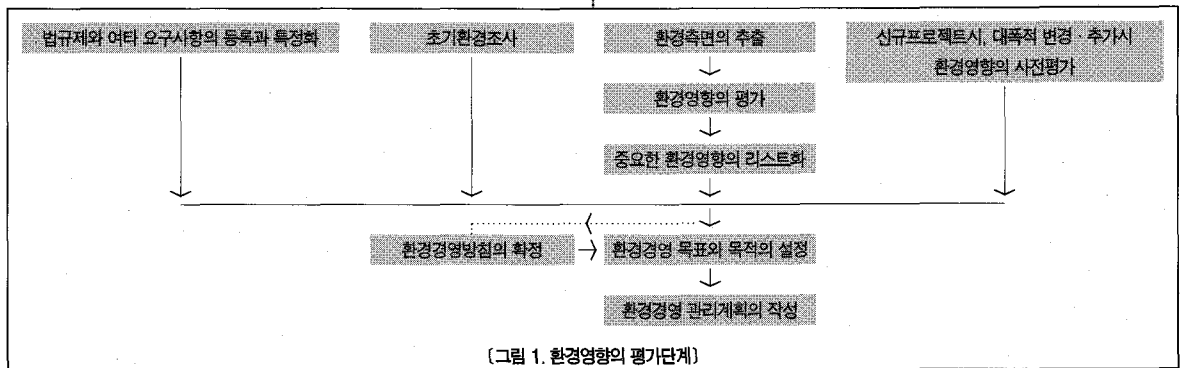 법규제와 여타 요구사항의 등록과 특정화
초기환경조사
환경측면의 추출
신규프로젝트시, 대폭적 변경 · 추가시
환경영향의 사전평가
환경영향의 평가
중요한 환경영향의 리스트화
환경경영방침의 확정
환경경영 목표와 목적의 설정
환경경영 관리계획의 작성
〔그림 1. 환경영향의 평가단계〕